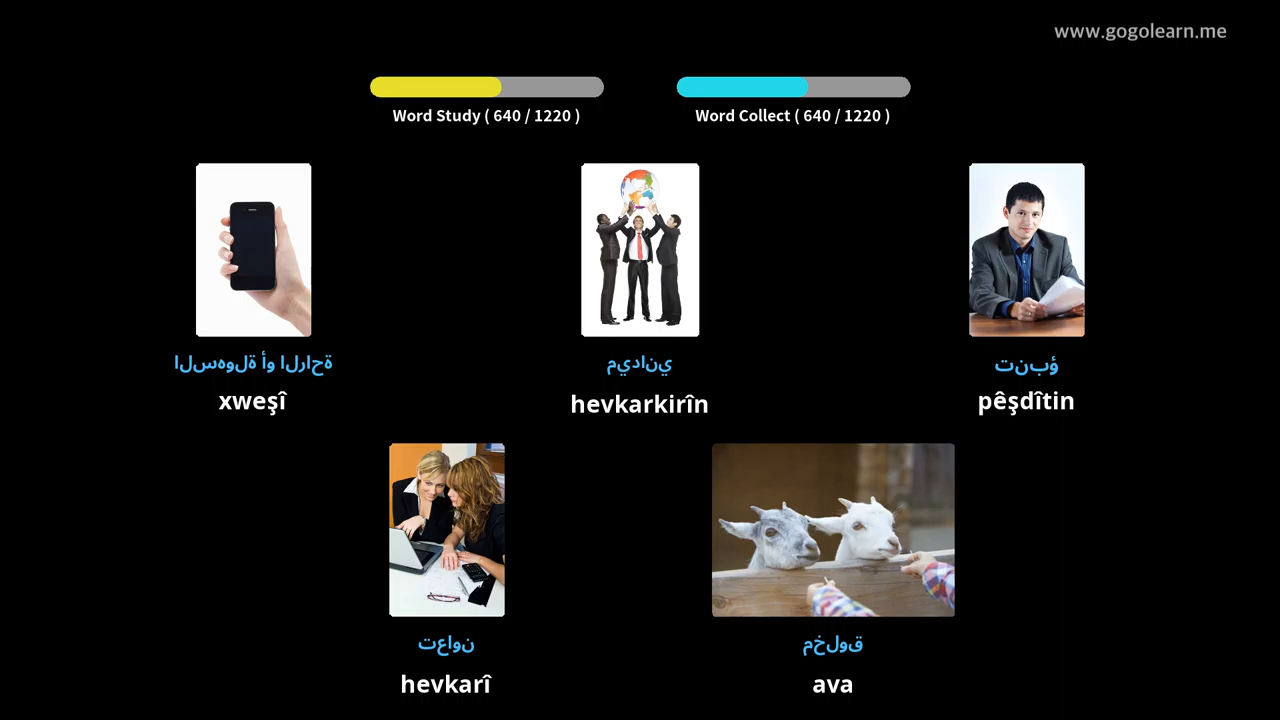 www.gogolearn.me
Word Study ( 640 / 1220 )
Word Collect ( 640 / 1220 )
السهولة أو الراحة
xweşî
ميداني
hevkarkirîn
تنبؤ
pêşdîtin
تعاون
hevkarî
مخلوق
ava